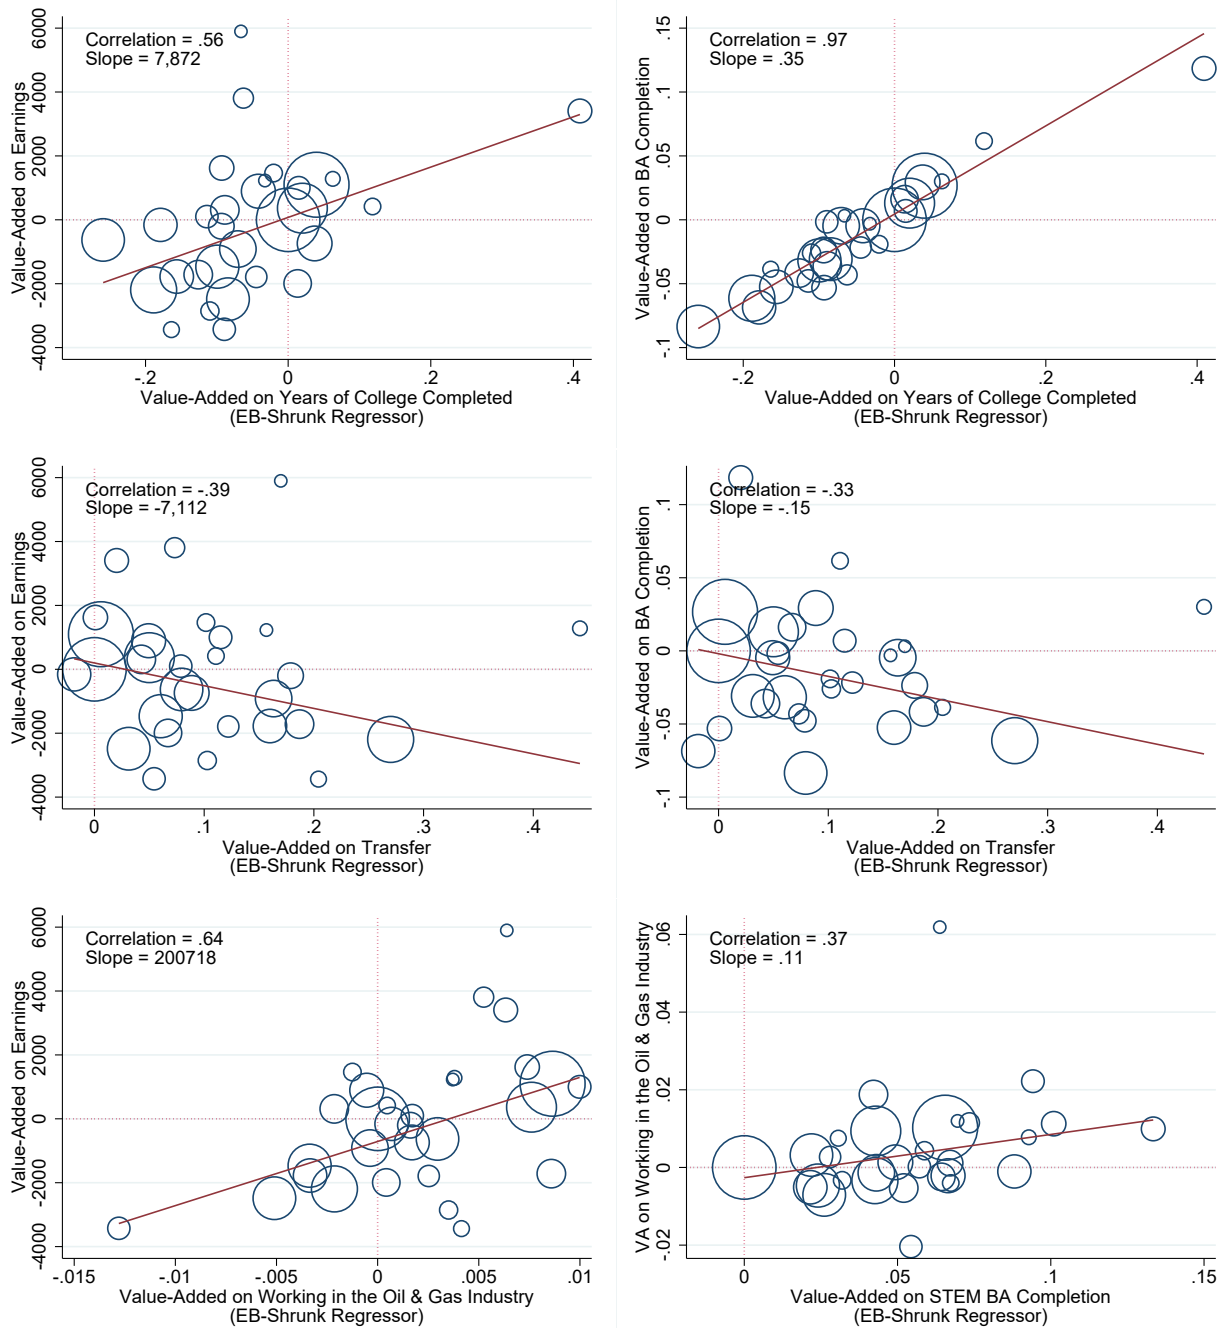 Correlation = .56
Slope = 7,872
Value-Added on Earnings
6000
4000
2000
0
-2000
-4000
-.2
0
.2
.4
Value-Added on Years of College Completed
(EB-Shrunk Regressor)
Correlation = .97
Slope = .35
Value-Added on BA Completion
.15
.1
.05
0
-.05
-.1
-.2
0
.2
.4
Value-Added on Years of College Completed
(EB-Shrunk Regressor)
Correlation = -.39
Slope = -7,112
Value-Added on Earnings
6000
4000
2000
0
-2000
-4000
0
.1
.2
.3
.4
Value-Added on Transfer
(EB-Shrunk Regressor)
Correlation = -.33
Slope = -.15
Value-Added on BA Completion
.1
.05
0
-.05
-.1
0
.1
.2
.3
.4
Value-Added on Transfer
(EB-Shrunk Regressor)
Correlation = .64
Slope = 200718
Value-Added on Earnings
6000
4000
2000
0
-2000
-4000
-.015
-.01
-.005
0
.005
.01
Value-Added on Working in the Oil & Gas Industry
(EB-Shrunk Regressor)
Correlation = .37
Slope = .11
VA on Working in the Oil & Gas Industry
.06
.04
.02
0
-.02
0
.05
.1
.15
Value-Added on STEM BA Completion
(EB-Shrunk Regressor)